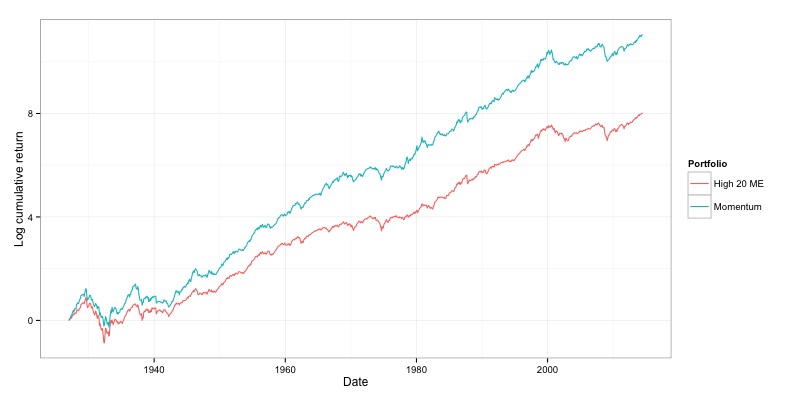 Log cumulative return
8
4
0
1940
1960
1980
2000
Date
Portfolio
High 20 ME
Momentum